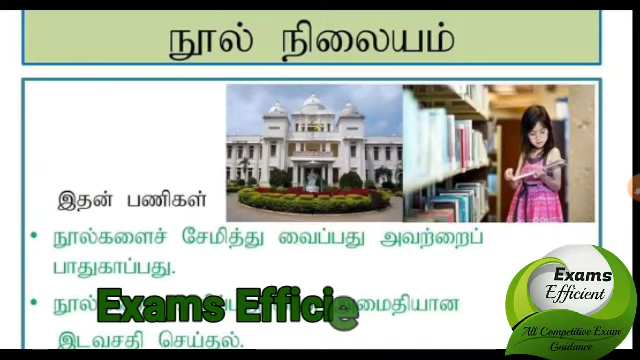 நூல் நிலையம்
இதன் பணிகள்
• நூல்களைச் சேமித்து வைப்பது அவற்றைப்
பாதுகாப்பது.
• நூல்
இடவசதி செய்தல்.
Exams Efficie
Exams
Efficient
All Competitive Exam
Guidance